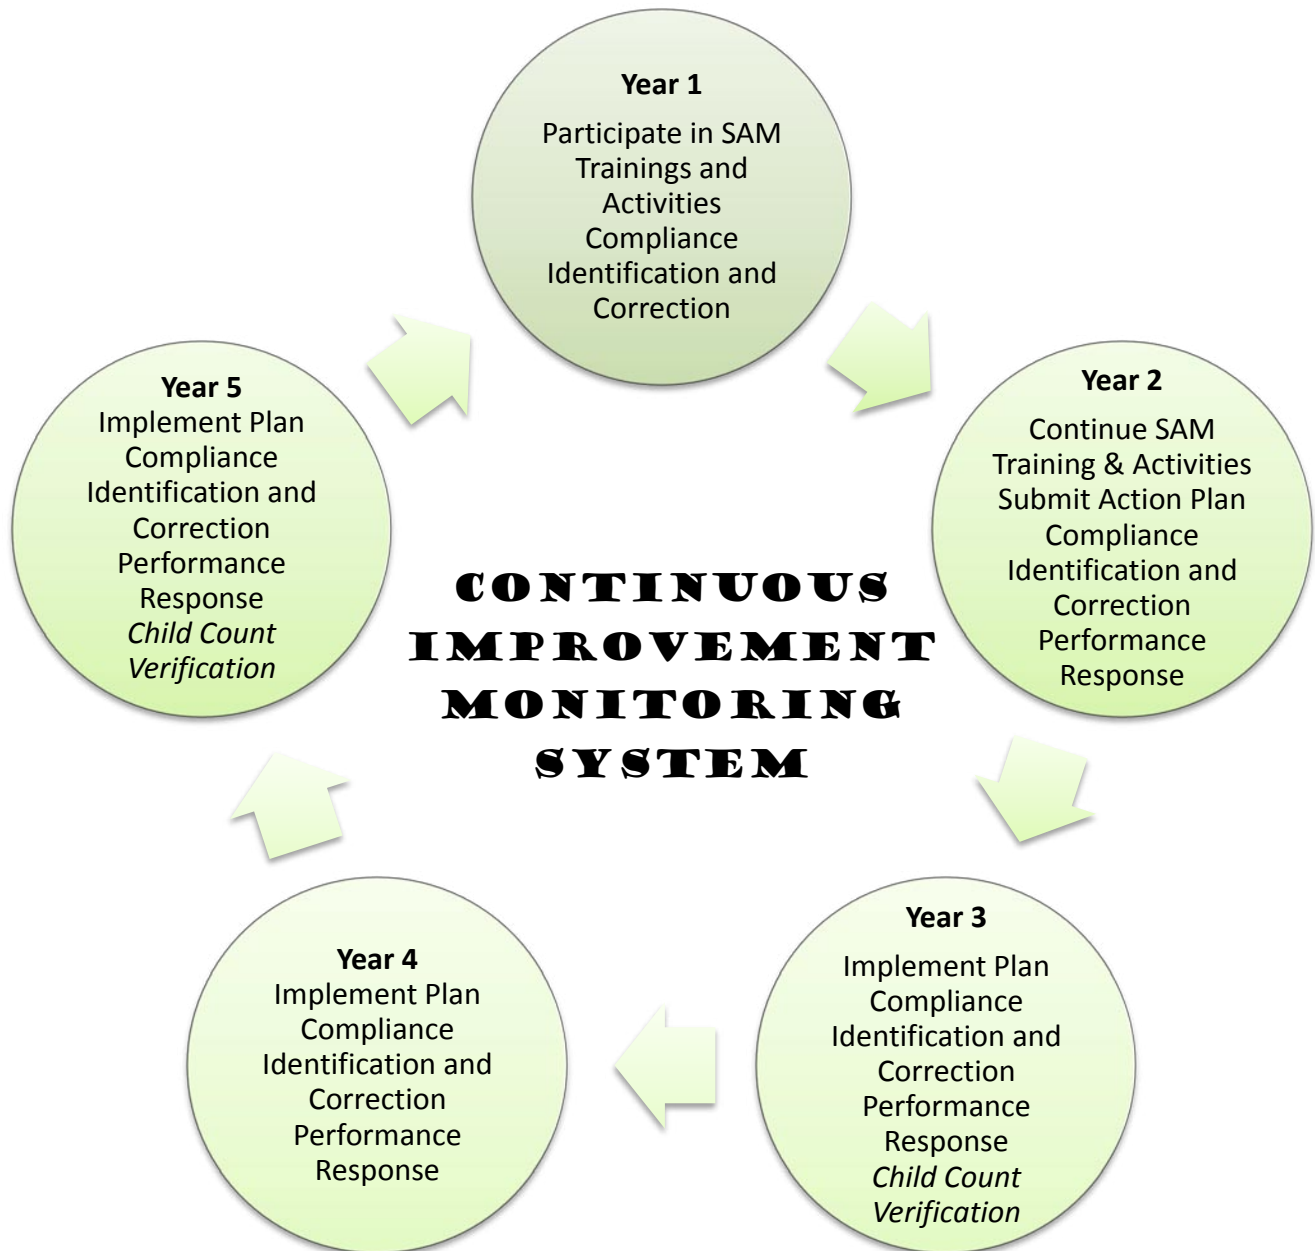 Year 1
Participate in SAM
Trainings and
Activities
Compliance
Identification and
Correction
Year 2
Continue SAM
Training & Activities
Submit Action Plan
Compliance
Identification and
Correction
Performance
Response
Year 3
Implement Plan
Compliance
Identification and
Correction
Performance
Response
Child Count
Verification
Year 4
Implement Plan
Compliance
Identification and
Correction
Performance
Response
Year 5
Implement Plan
Compliance
Identification and
Correction
Performance
Response
Child Count
Verification
CONTINUOUS
IMPROVEMENT
MONITORING
SYSTEM